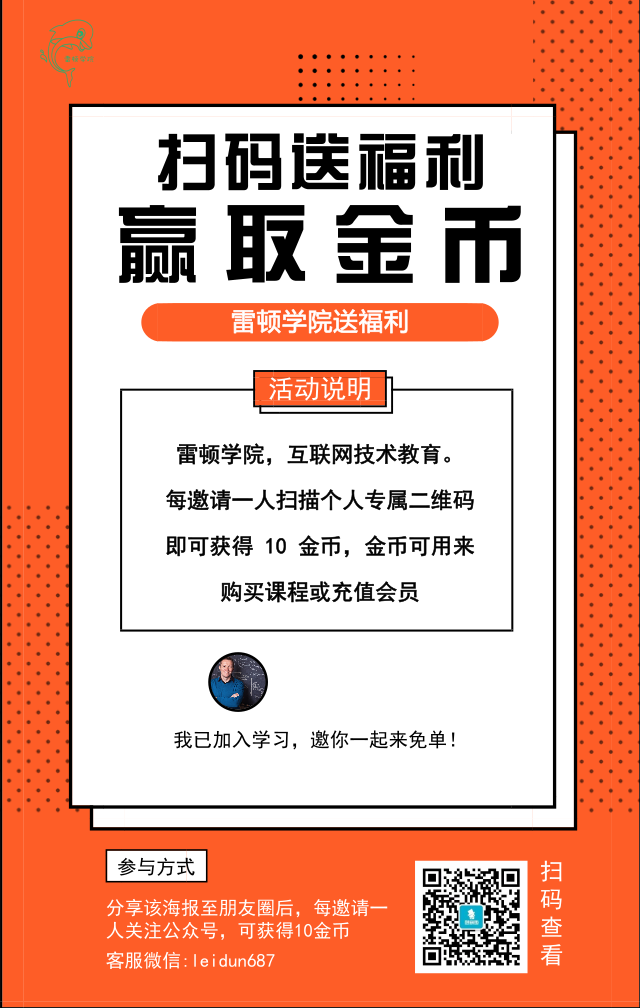 扫码送福利
赢取金币
雷顿学院送福利
活动说明
雷顿学院，互联网技术教育。
每邀请一人扫描个人专属二维码
即可获得 10 金币，金币可用来
购买课程或充值会员
我已加入学习，邀你一起来免单！
参与方式
分享该海报至朋友圈后，每邀请一
人关注公众号，可获得10金币
客服微信:leidun687
扫码查看